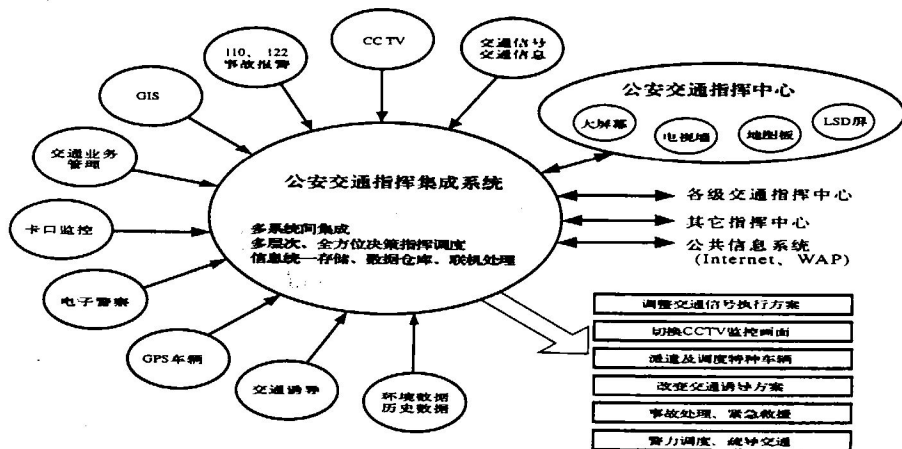 CCTV
110、122
事故报警
交通信号
交通信息
GIS
公安交通指挥中心
大屏幕
电视墙
地图板
LSD屏
交通业务
管理
公安交通指挥集成系统
各级交通指挥中心
卡口监控
多系统间集成
其它指挥中心
多层次、全方位决策指挥调度
公共信息系统
信息统一存储、数据仓库、联机处理
(Internet、WAP)
电子警察
调整交通信号执行方案
切换CCTV监控画面
GPS车辆
派遣及调度特种车辆
交通诱导
环境数据
历史数据
改变交通诱导方案
事故处理、紧急救援
警力调度、疏导交通